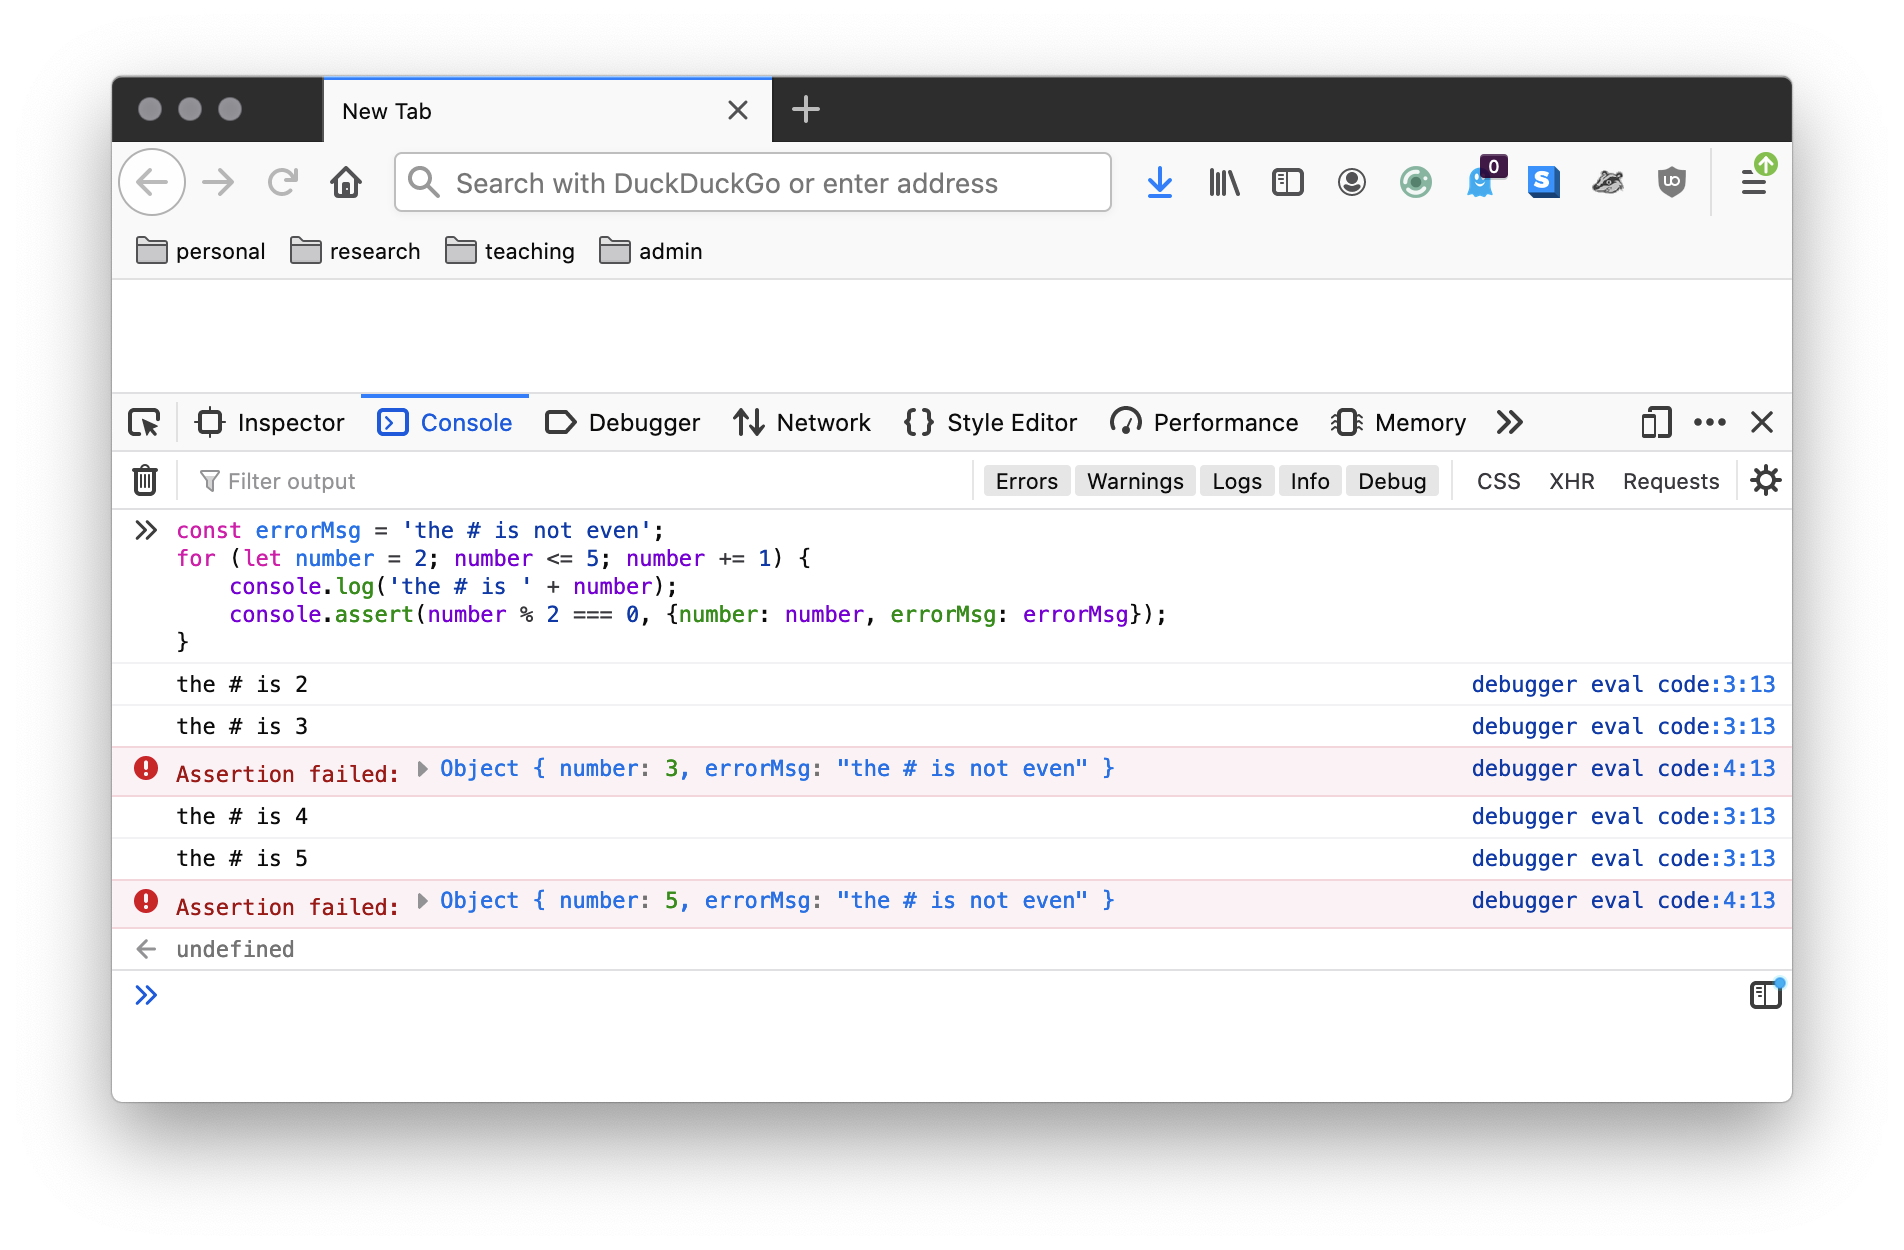 New Tab
Search with DuckDuckGo or enter address
0
S
UO
personal research teaching admin
Inspector Console Debugger Network {} Style Editor Performance Memory
Filter output Errors Warnings Logs Info Debug CSS XHR Requests
const errorMsg = 'the # is not even';
for (let number = 2; number <= 5; number += 1) {
    console.log('the # is ' + number);
    console.assert(number % 2 === 0, {number: number, errorMsg: errorMsg});
}
the # is 2 debugger eval code:3:13
the # is 3 debugger eval code:3:13
Assertion failed: Object { number: 3, errorMsg: "the # is not even" } debugger eval code:4:13
the # is 4 debugger eval code:3:13
the # is 5 debugger eval code:3:13
Assertion failed: Object { number: 5, errorMsg: "the # is not even" } debugger eval code:4:13
undefined